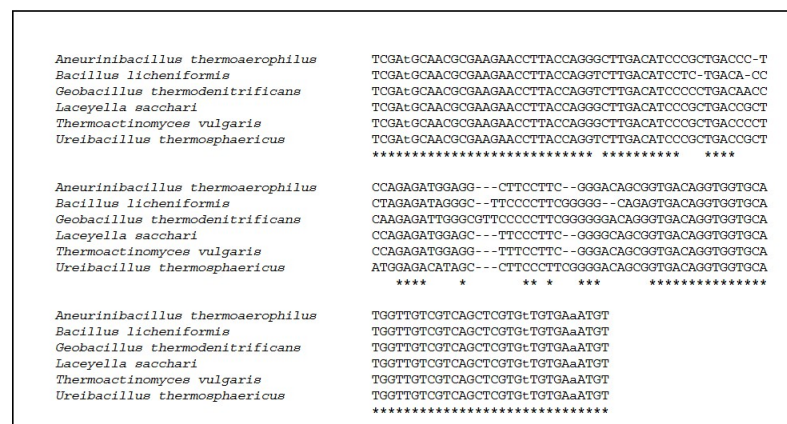 Aneurinibacillus thermoaerophilus TCGAtGCAACGCGAAGAACCTTACCAGGGCTTGACATCCCGCTGACCC-T
Bacillus licheniformis TCGAtGCAACGCGAAGAACCTTACCAGGTCTTGACATCCTC-TGACA-CC
Geobacillus thermodenitrificans TCGAtGCAACGCGAAGAACCTTACCAGGTCTTGACATCCCCCTGACAACC
Laceyella sacchari TCGAtGCAACGCGAAGAACCTTACCAGGGCTTGACATCCCGCTGACCGCT
Thermoactinomyces vulgaris TCGAtGCAACGCGAAGAACCTTACCAGGGCTTGACATCCCGCTGACCCCT
Ureibacillus thermosphaericus TCGAtGCAACGCGAAGAACCTTACCAGGTCTTGACATCCCGCTGACCGCT
**************************** ********** ****
Aneurinibacillus thermoaerophilus CCAGAGATGGAGG---CTTCCTTC--GGGACAGCGGTGACAGGTGGTGCA
Bacillus licheniformis CTAGAGATAGGGC--TTCCCCTTCGGGGG--CAGAGTGACAGGTGGTGCA
Geobacillus thermodenitrificans CAAGAGATTGGGCGTTCCCCCTTCGGGGGGACAGGGTGACAGGTGGTGCA
Laceyella sacchari CCAGAGATGGAGC---TTCCCTTC--GGGGCAGCGGTGACAGGTGGTGCA
Thermoactinomyces vulgaris CCAGAGATGGAGG---TTTCCTTC--GGGACAGCGGTGACAGGTGGTGCA
Ureibacillus thermosphaericus ATGGAGACATAGC---CTTCCCTTCGGGGACAGCGGTGACAGGTGGTGCA
**** * ** * *** ***************
Aneurinibacillus thermoaerophilus TGGTTGTCGTCAGCTCGTGtTGTGAaATGT
Bacillus licheniformis TGGTTGTCGTCAGCTCGTGtTGTGAaATGT
Geobacillus thermodenitrificans TGGTTGTCGTCAGCTCGTGtTGTGAaATGT
Laceyella sacchari TGGTTGTCGTCAGCTCGTGtTGTGAaATGT
Thermoactinomyces vulgaris TGGTTGTCGTCAGCTCGTGtTGTGAaATGT
Ureibacillus thermosphaericus TGGTTGTCGTCAGCTCGTGtTGTGAaATGT
******************************